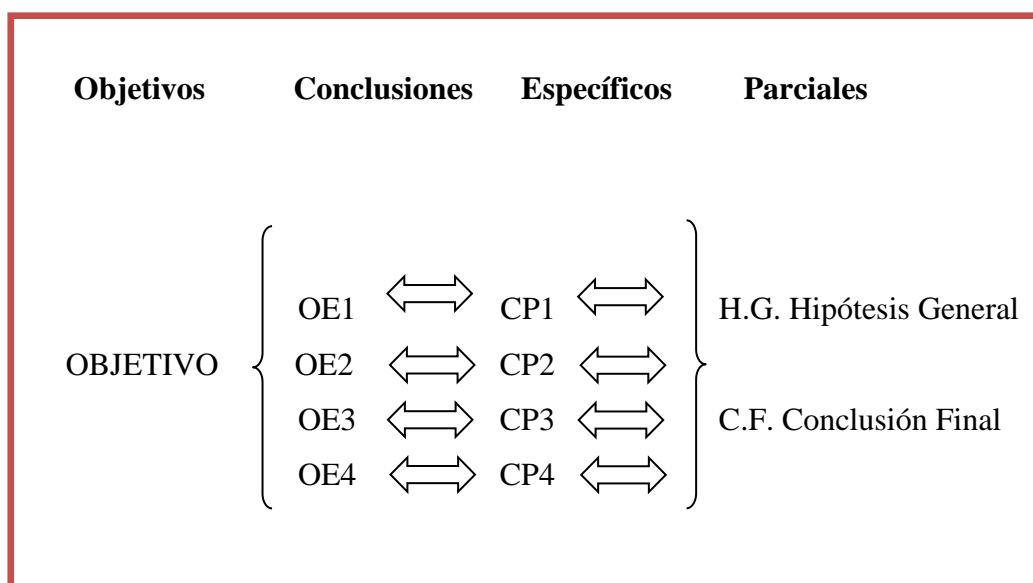 Objetivos Conclusiones Específicos Parciales
OE1 CP1 H.G. Hipótesis General
OBJETIVO OE2 CP2
OE3 CP3 C.F. Conclusión Final
OE4 CP4